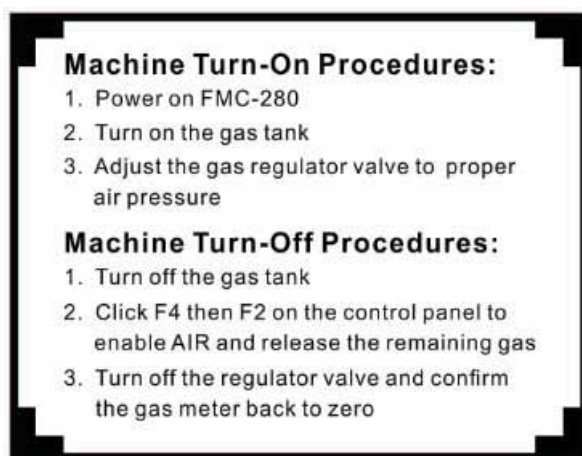 Machine Turn-On Procedures:
1. Power on FMC-280
2. Turn on the gas tank
3. Adjust the gas regulator valve to proper
air pressure
Machine Turn-Off Procedures:
1. Turn off the gas tank
2. Click F4 then F2 on the control panel to
enable AIR and release the remaining gas
3. Turn off the regulator valve and confirm
the gas meter back to zero